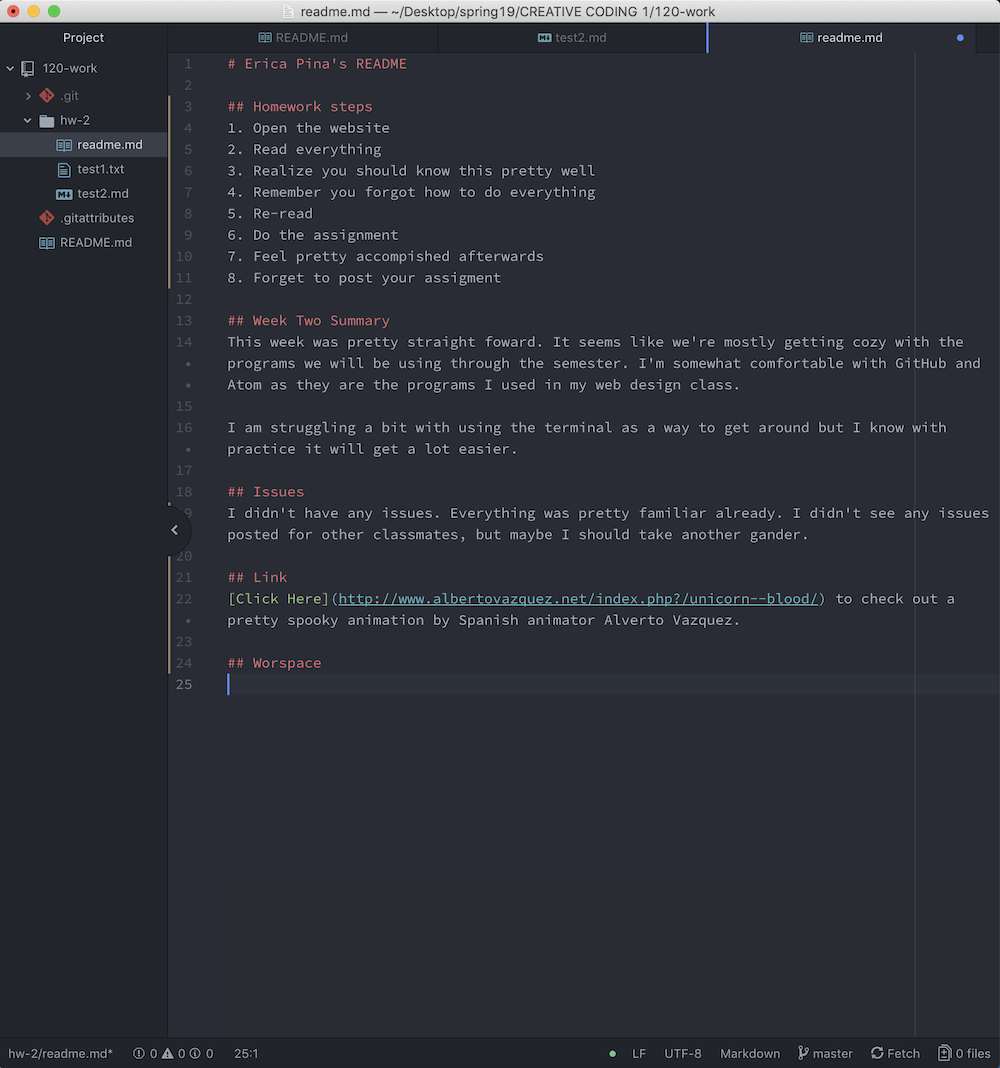 readme.md — ~/Desktop/spring19/CREATIVE CODING 1/120-work
Project
README.md
test2.md
readme.md
120-work
.git
hw-2
readme.md
test1.txt
test2.md
.gitattributes
README.md
1 # Erica Pina's README
2
3 ## Homework steps
4 1. Open the website
5 2. Read everything
6 3. Realize you should know this pretty well
7 4. Remember you forgot how to do everything
8 5. Re-read
9 6. Do the assignment
10 7. Feel pretty accompished afterwards
11 8. Forget to post your assigment
12
13 ## Week Two Summary
14 This week was pretty straight foward. It seems like we're mostly getting cozy with the
• programs we will be using through the semester. I'm somewhat comfortable with GitHub and
• Atom as they are the programs I used in my web design class.
15
16 I am struggling a bit with using the terminal as a way to get around but I know with
• practice it will get a lot easier.
17
18 ## Issues
9 I didn't have any issues. Everything was pretty familiar already. I didn't see any issues
posted for other classmates, but maybe I should take another gander.
20
21 ## Link
22 [Click Here](http://www.albertovazquez.net/index.php?/unicorn--blood/) to check out a
• pretty spooky animation by Spanish animator Alverto Vazquez.
23
24 ## Worspace
25
hw-2/readme.md* 0 0 0 25:1 LF UTF-8 Markdown master Fetch 0 files